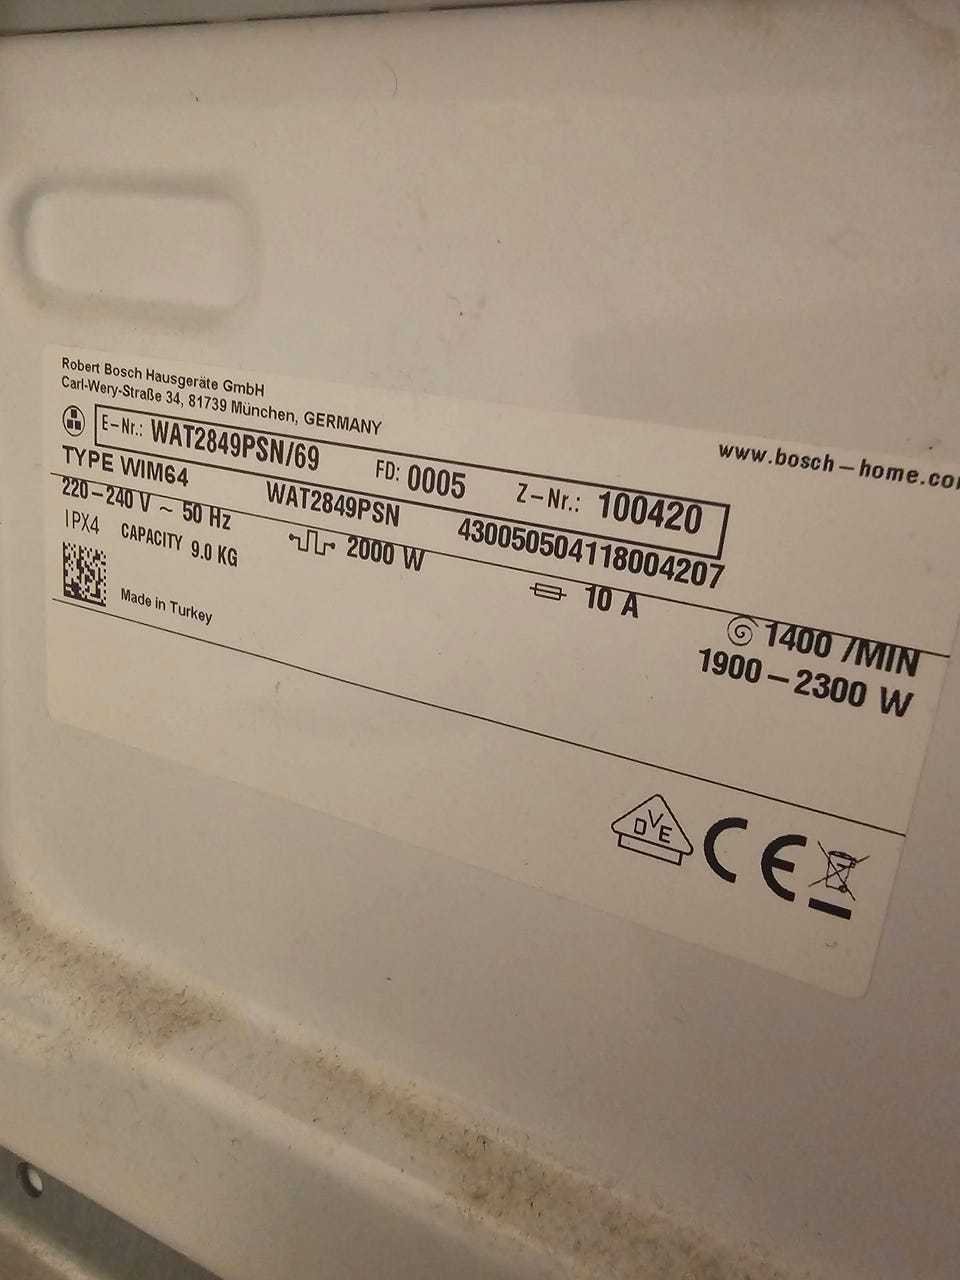 Robert Bosch Hausgeräte GmbH
Carl-Wery-Straße 34, 81739 München, GERMANY
www.bosch-home.co
E-Nr.: WAT2849PSN/69 FD: 0005 Z-Nr.: 100420
TYPE WIM64 WAT2849PSN 430050504118004207
220-240 V ~ 50 Hz 2000 W 10 A 1400 /MIN
IPX4 CAPACITY 9.0 KG 1900-2300 W
Made in Turkey
DVE CE